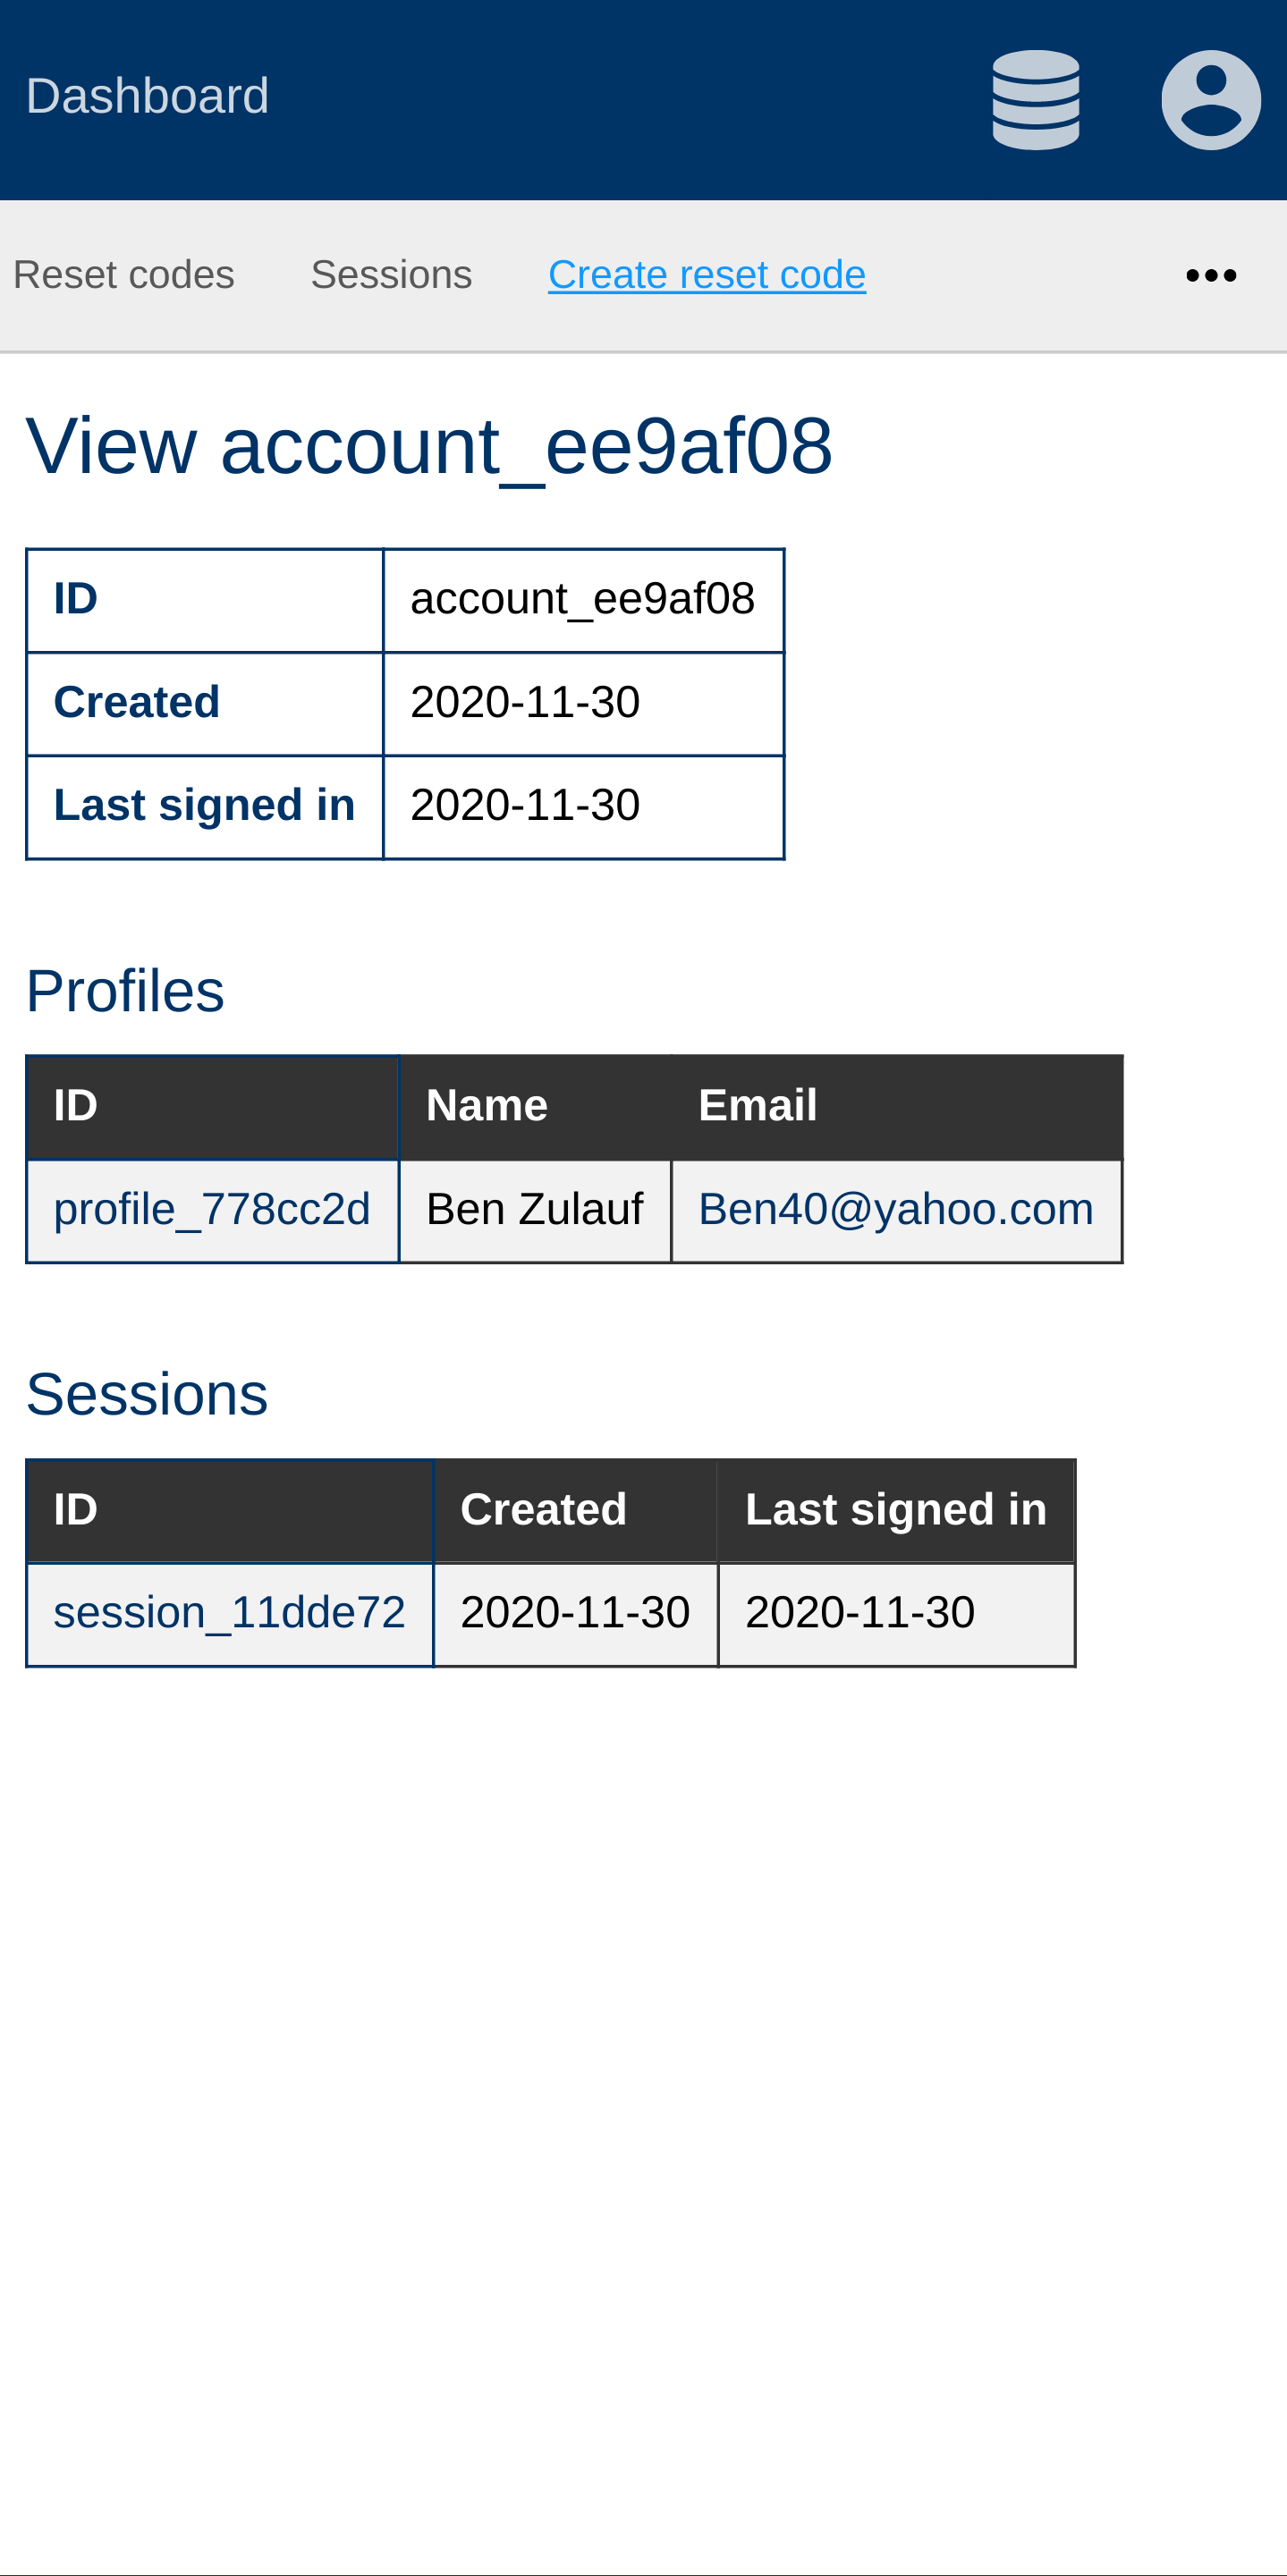 Dashboard
Reset codes Sessions Create reset code
View account_ee9af08
ID account_ee9af08
Created 2020-11-30
Last signed in 2020-11-30
Profiles
ID Name Email
profile_778cc2d Ben Zulauf Ben40@yahoo.com
Sessions
ID Created Last signed in
session_11dde72 2020-11-30 2020-11-30